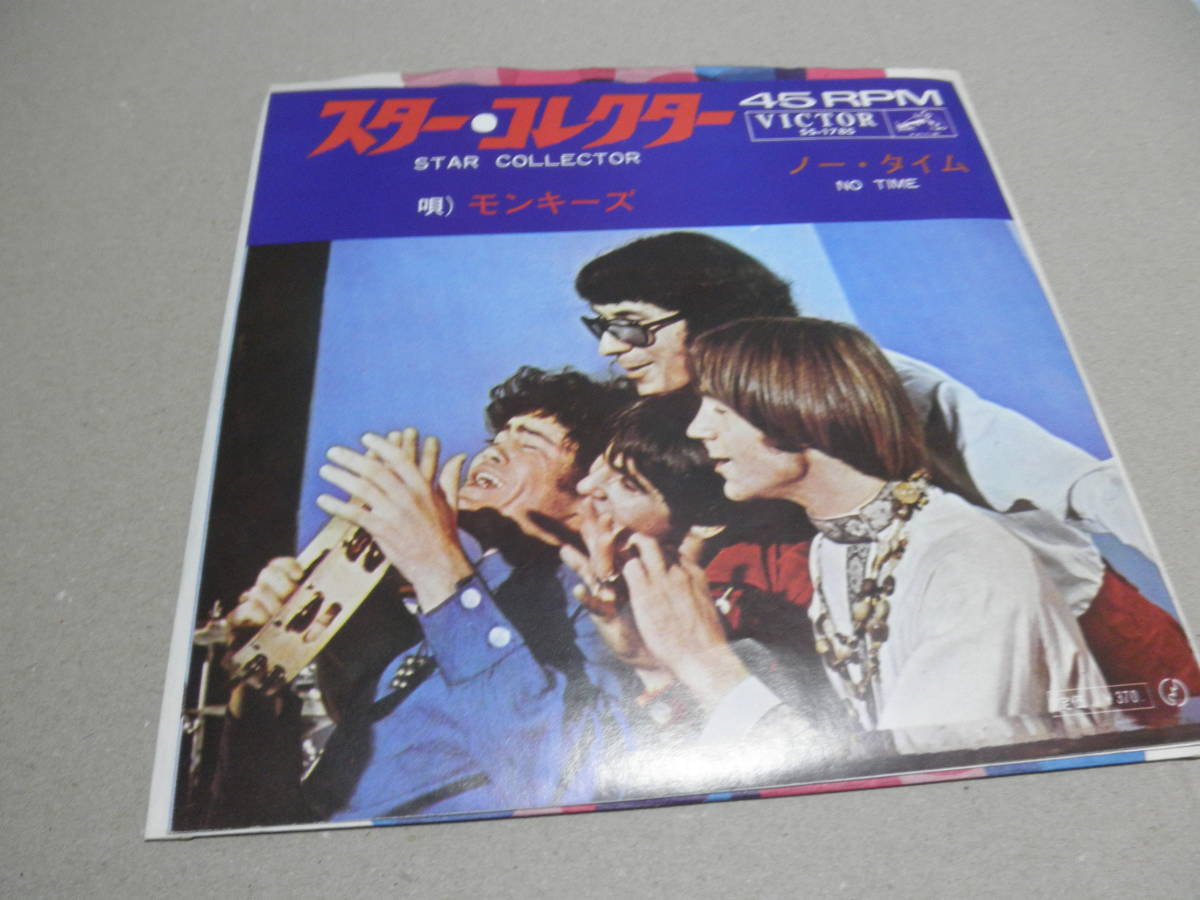 スター・コレクター
STAR COLLECTOR
唄）モンキーズ
45 RPM
VICTOR
SS-1785
ノー・タイム
NO TIME
370